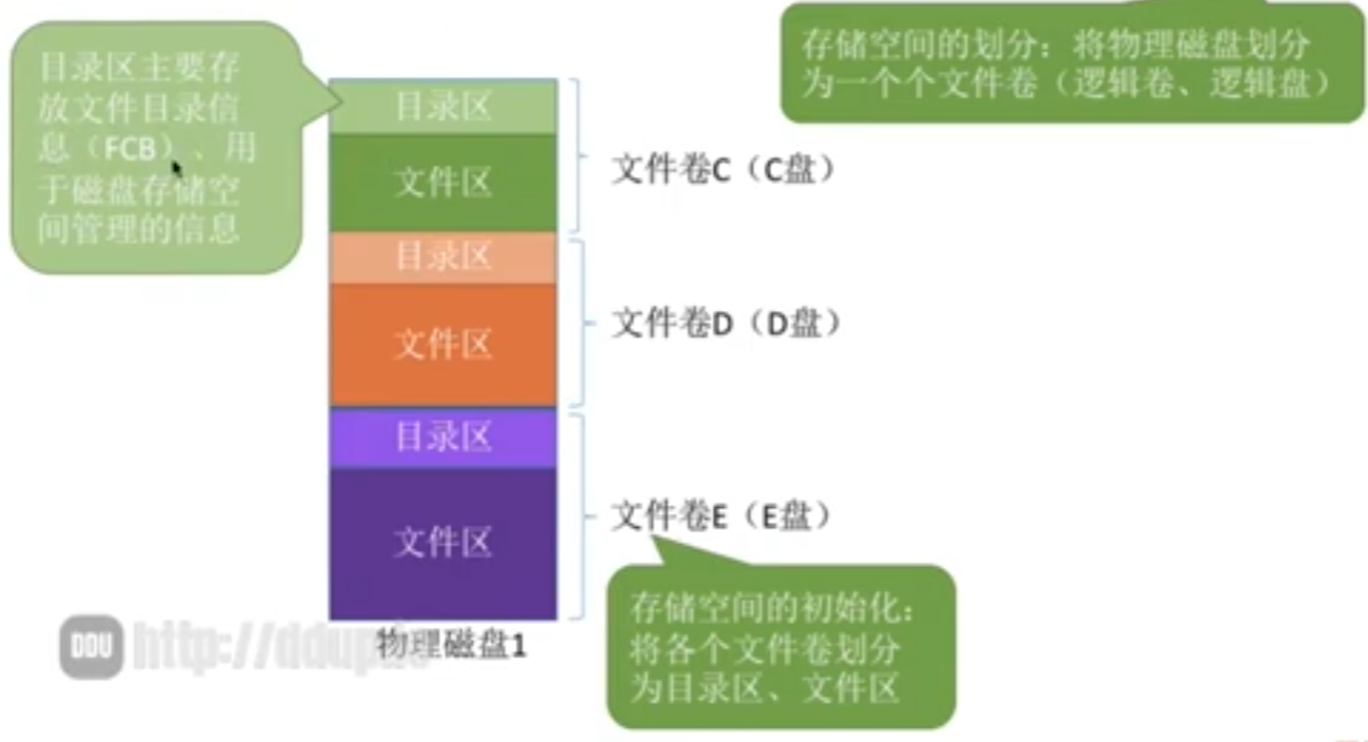 存储空间的划分：将物理磁盘划分
为一个个文件卷（逻辑卷、逻辑盘）
目录区主要存
放文件目录信
息（FCB）、用
于磁盘存储空
间管理的信息
目录区
文件区
文件卷C（C盘）
目录区
文件区
文件卷D（D盘）
目录区
文件区
文件卷E（E盘）
存储空间的初始化：
将各个文件卷划分
为目录区、文件区
物理磁盘1
DDU